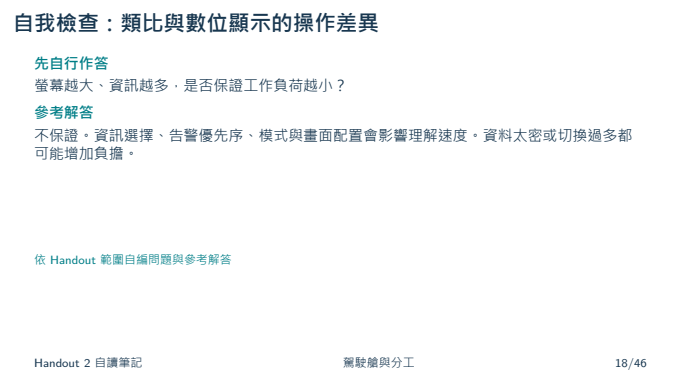 自我檢查：類比與數位顯示的操作差異
先自行作答
螢幕越大、資訊越多，是否保證工作負荷越小？
參考解答
不保證。資訊選擇、告警優先序、模式與畫面配置會影響理解速度。資料太密或切換過多都
可能增加負擔。
依 Handout 範圍自編問題與參考解答
Handout 2 自讀筆記
駕駛艙與分工
18/46